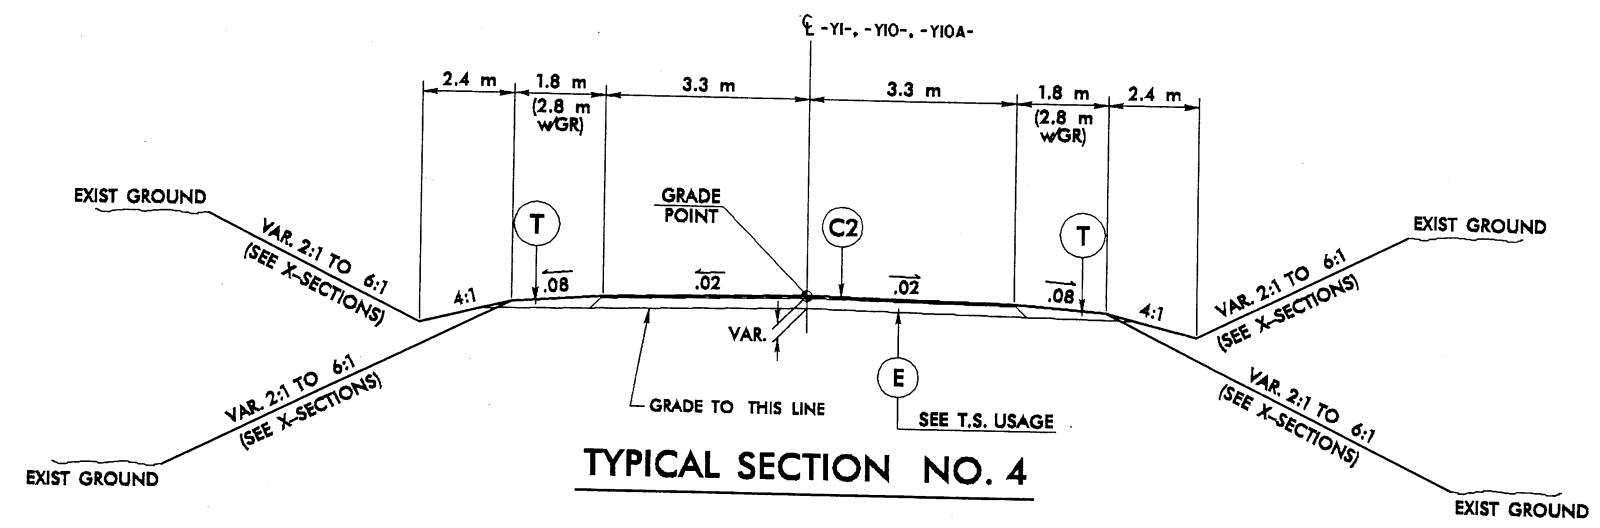 ℄ -Y1-, -Y10-, -Y10A-
2.4 m
1.8 m
(2.8 m
w/GR)
3.3 m
3.3 m
1.8 m
(2.8 m
w/GR)
2.4 m
EXIST GROUND
VAR. 2:1 TO 6:1
(SEE X-SECTIONS)
4:1
T
.08
GRADE
POINT
.02
C2
.02
T
.08
4:1
EXIST GROUND
VAR. 2:1 TO 6:1
(SEE X-SECTIONS)
VAR.
VAR. 2:1 TO 6:1
(SEE X-SECTIONS)
EXIST GROUND
GRADE TO THIS LINE
E
SEE T.S. USAGE
VAR. 2:1 TO 6:1
(SEE X-SECTIONS)
EXIST GROUND
TYPICAL SECTION NO. 4